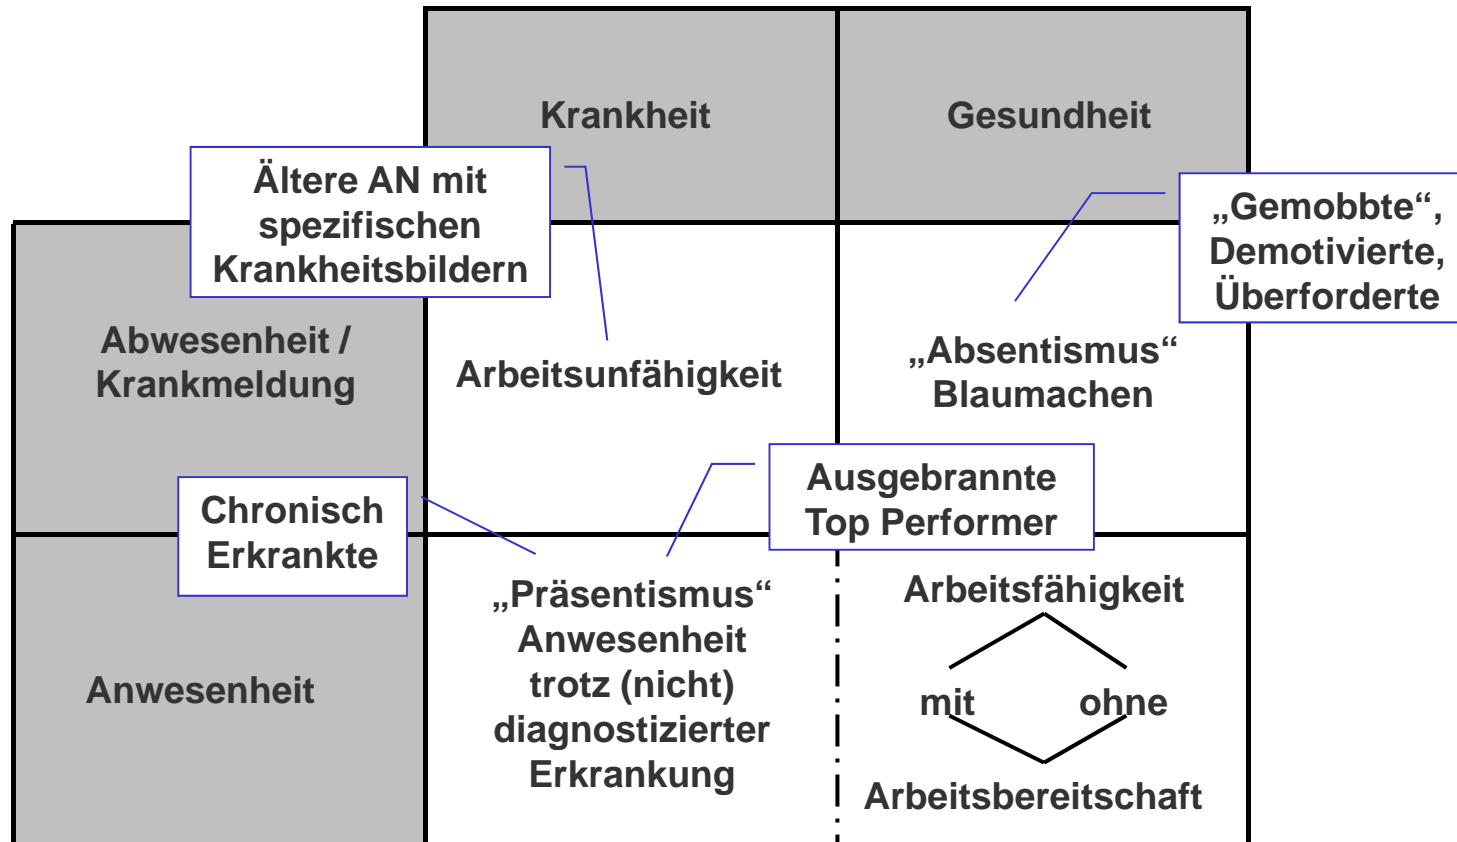 Krankheit
Gesundheit
Ältere AN mit
spezifischen
Krankheitsbildern
„Gemobbte“,
Demotivierte,
Überforderte
Abwesenheit /
Krankmeldung
Arbeitsunfähigkeit
„Absentismus“
Blaumachen
Chronisch
Erkrankte
Ausgebrannte
Top Performer
Anwesenheit
„Präsentismus“
Anwesenheit
trotz (nicht)
diagnostizierter
Erkrankung
Arbeitsfähigkeit
mit ohne
Arbeitsbereitschaft